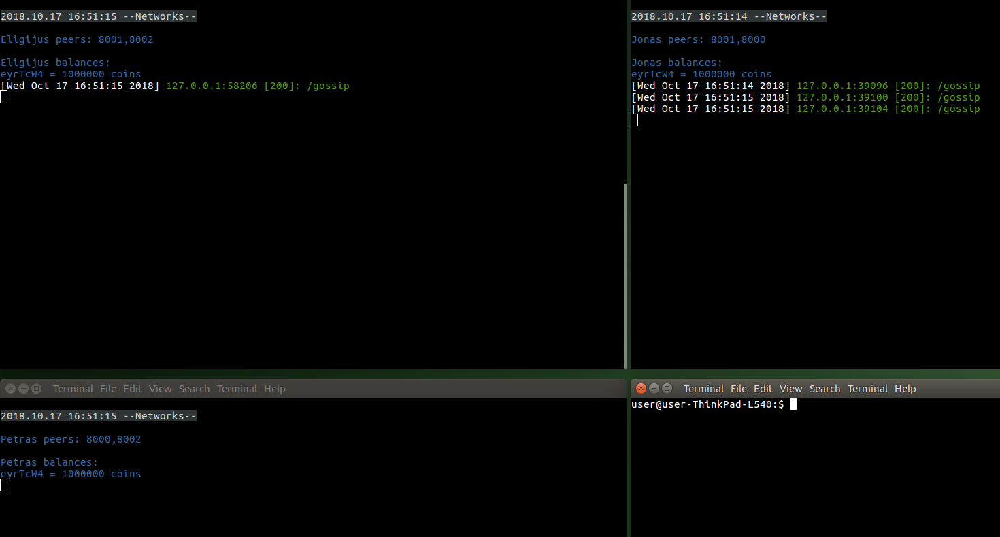 2018.10.17 16:51:15 --Networks--
Eligijus peers: 8001,8002
Eligijus balances:
eyrTcW4 = 1000000 coins
[Wed Oct 17 16:51:15 2018] 127.0.0.1:58206 [200]: /gossip
2018.10.17 16:51:14 --Networks--
Jonas peers: 8001,8000
Jonas balances:
eyrTcW4 = 1000000 coins
[Wed Oct 17 16:51:14 2018] 127.0.0.1:39096 [200]: /gossip
[Wed Oct 17 16:51:15 2018] 127.0.0.1:39100 [200]: /gossip
[Wed Oct 17 16:51:15 2018] 127.0.0.1:39104 [200]: /gossip
Terminal File Edit View Search Terminal Help
2018.10.17 16:51:15 --Networks--
Petras peers: 8000,8002
Petras balances:
eyrTcW4 = 1000000 coins
Terminal File Edit View Search Terminal Help
user@user-ThinkPad-L540:$